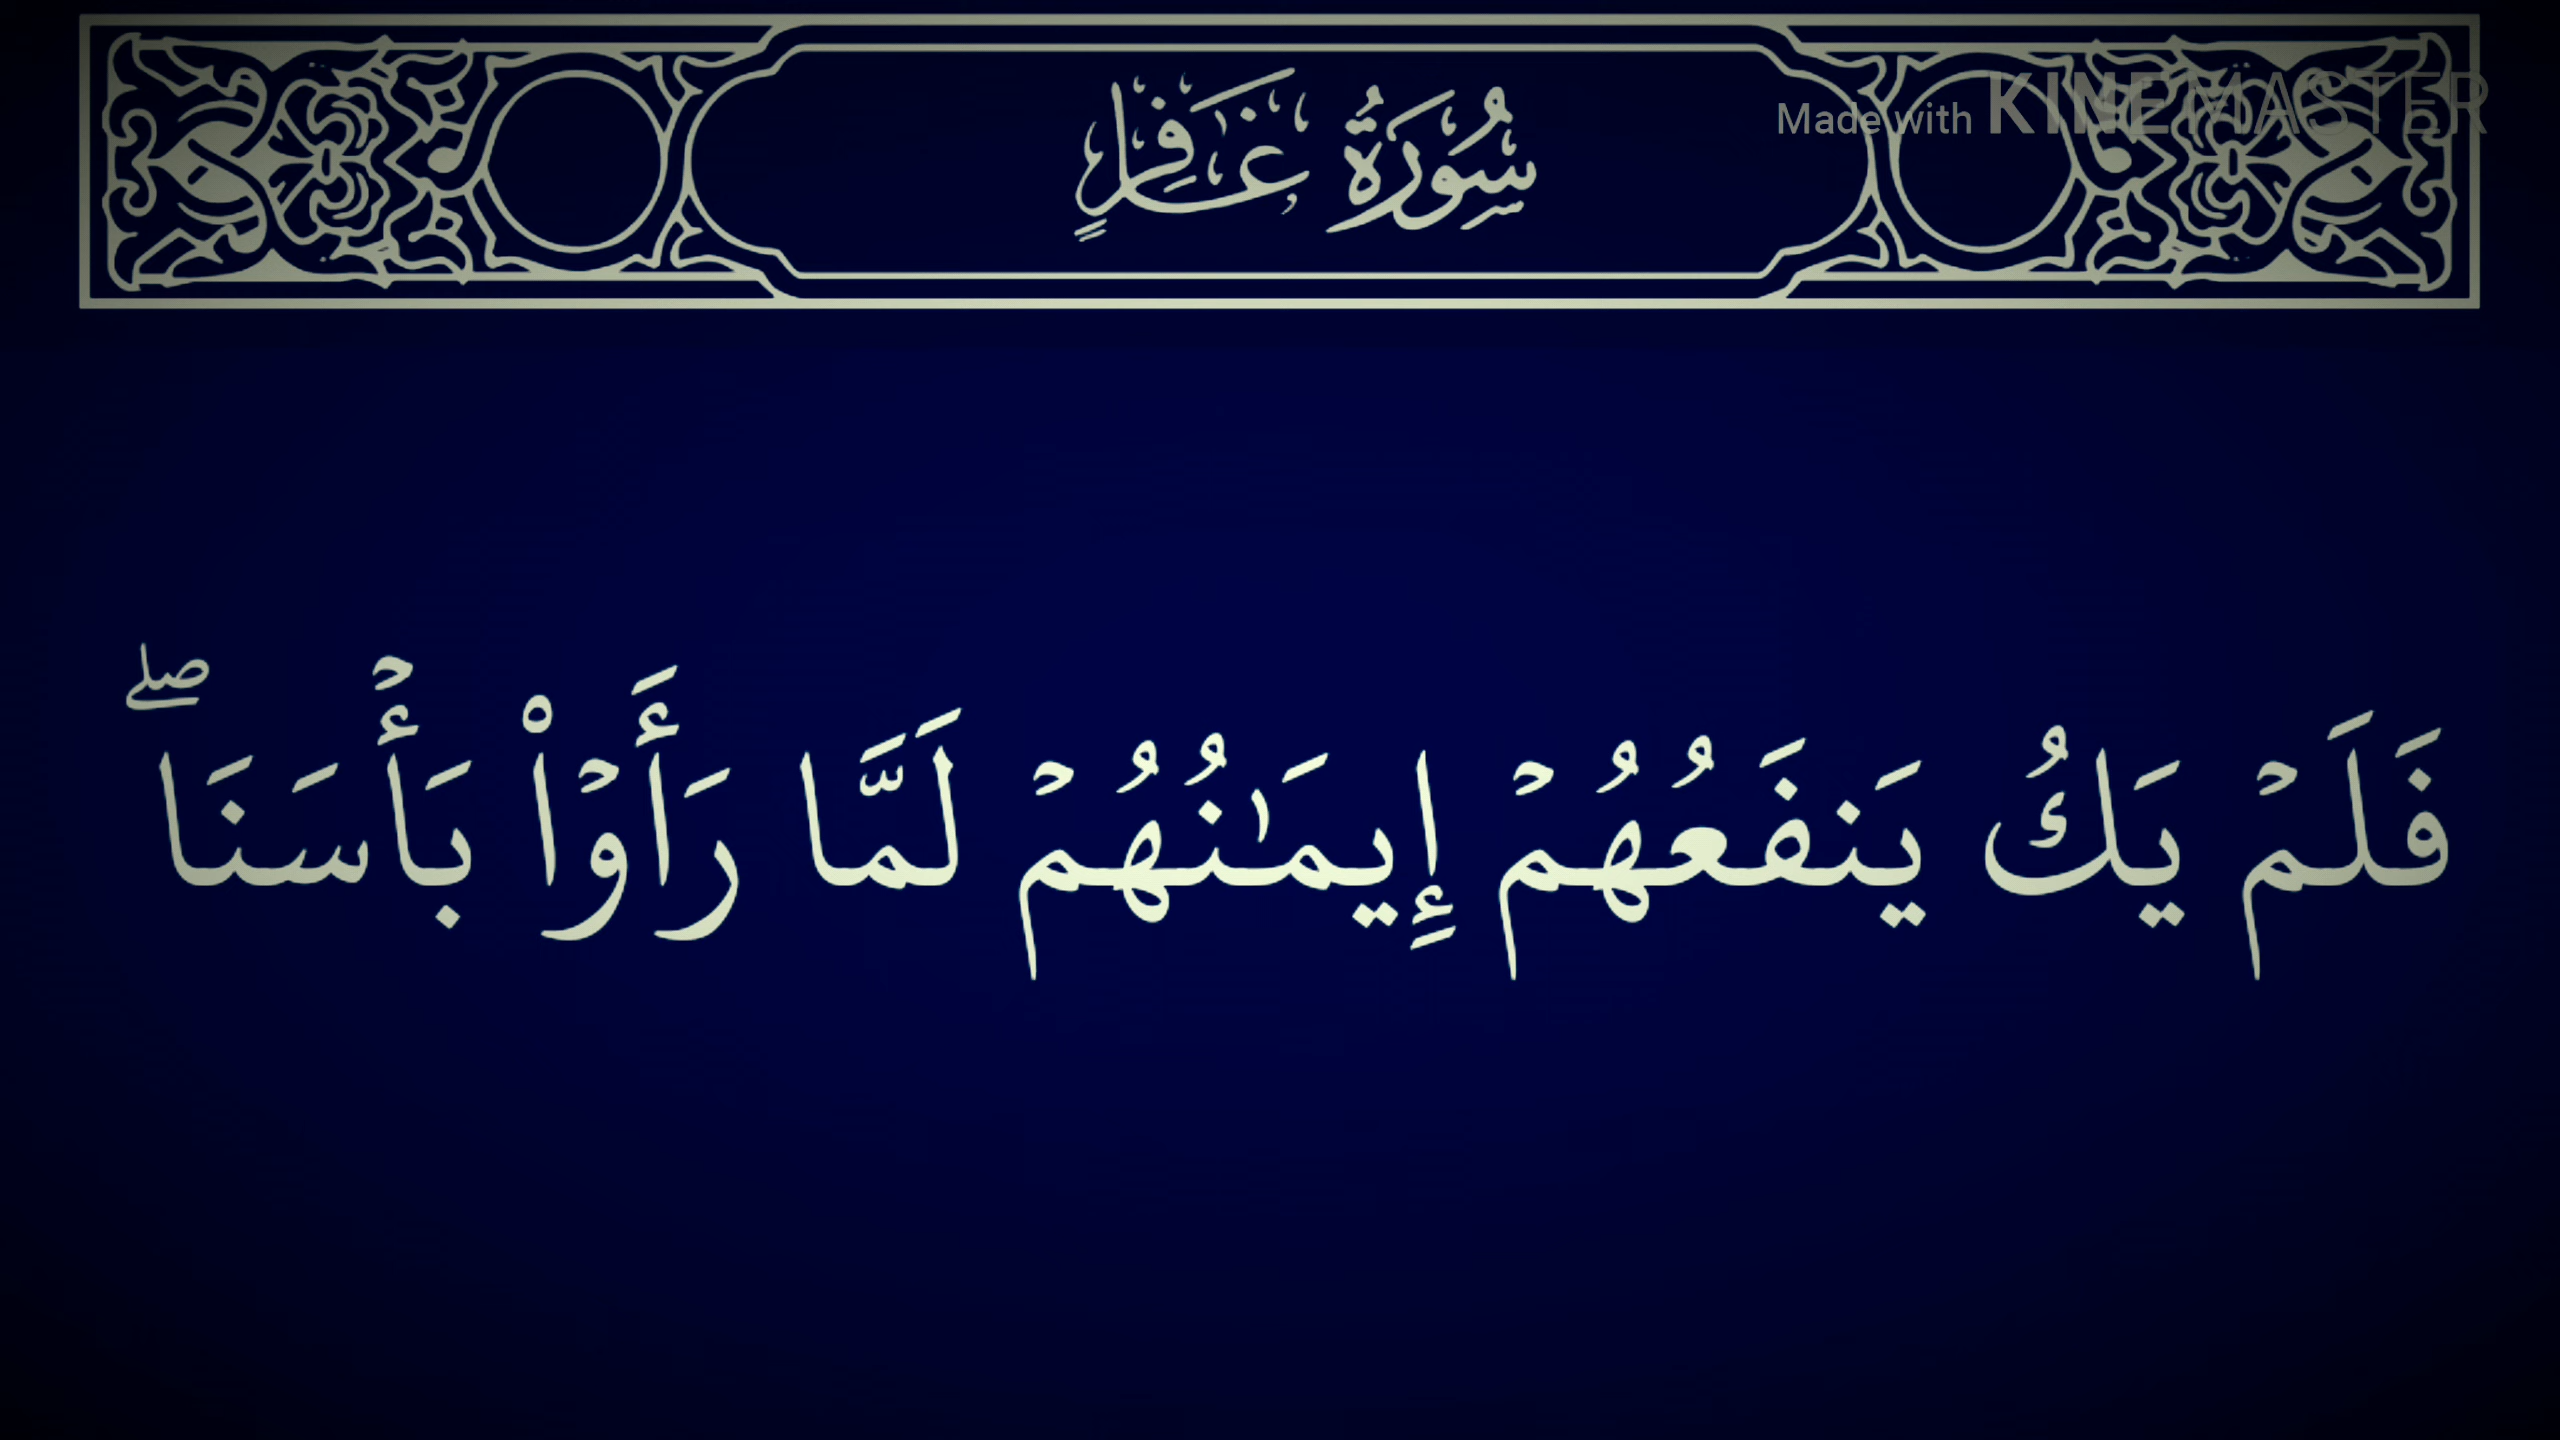 سُورَةُ غَافِرٍ
Made with KINEMASTER
فَلَمۡ يَكُ يَنفَعُهُمۡ إِيمَٰنُهُمۡ لَمَّا رَأَوۡاْ بَأۡسَنَاۖ